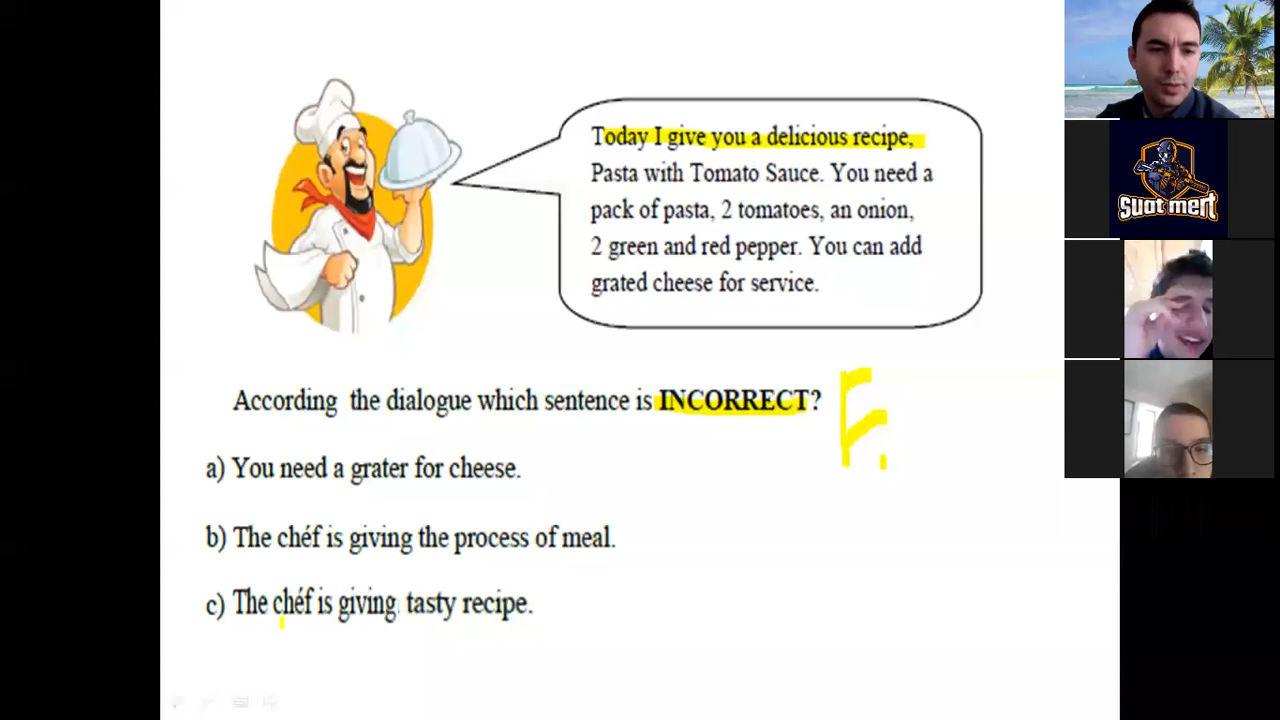 Today I give you a delicious recipe,
Pasta with Tomato Sauce. You need a
pack of pasta, 2 tomatoes, an onion,
2 green and red pepper. You can add
grated cheese for service.
According the dialogue which sentence is INCORRECT?
F.
a) You need a grater for cheese.
b) The chéf is giving the process of meal.
c) The chéf is giving tasty recipe.
SUOT MERT